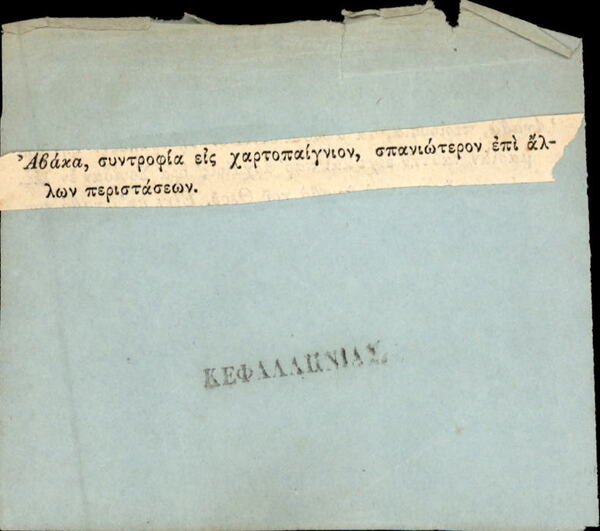 Ἀβάκα, συντροφία εἰς χαρτοπαίγνιον, σπανιώτερον ἐπὶ ἄλ-
λων περιστάσεων.
ΚΕΦΑΛΛΗΝΙΑΣ